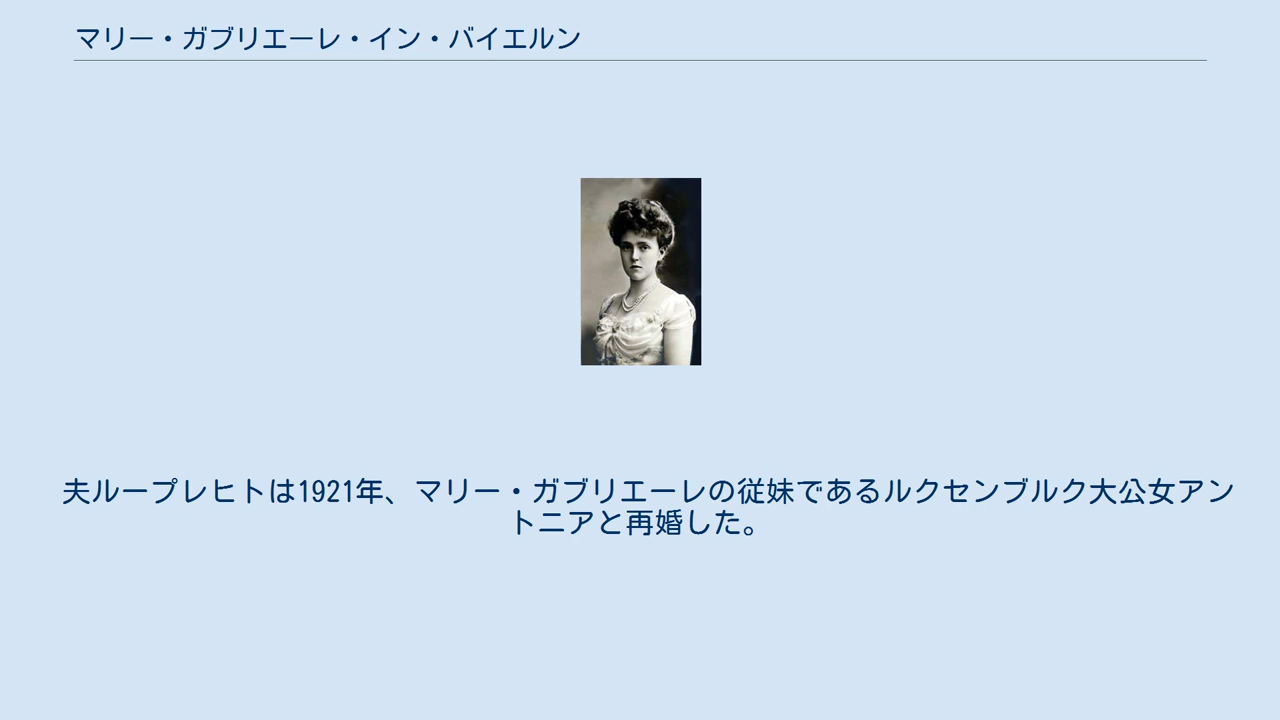 マリー・ガブリエーレ・イン・バイエルン
夫ループレヒトは1921年、マリー・ガブリエーレの従妹であるルクセンブルク大公女アン
トニアと再婚した。